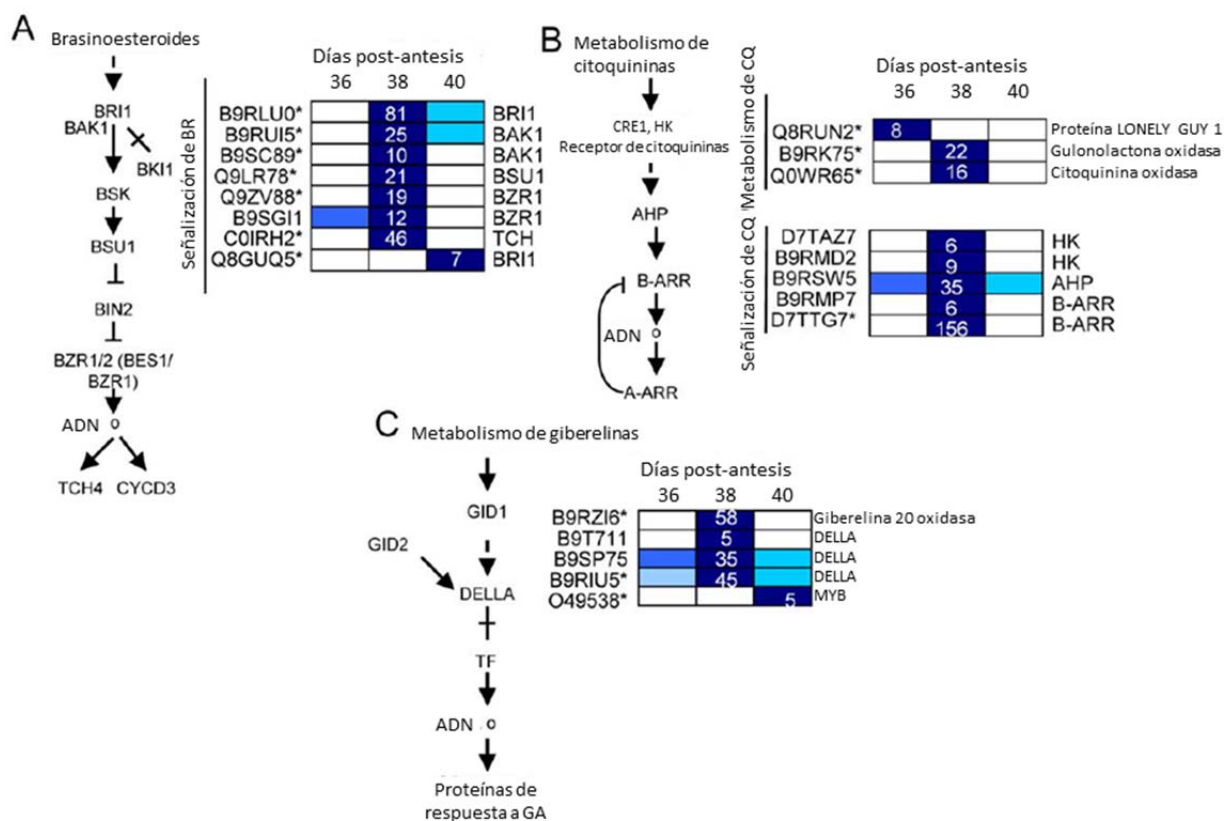 A
Brasinoesteroides
BRI1
BAK1
BKI1
BSK
BSU1
BIN2
BZR1/2 (BES1/
BZR1)
ADN o
TCH4 CYCD3
Días post-antesis
36 38 40
Señalización de BR
B9RLU0* 81 BRI1
B9RUI5* 25 BAK1
B9SC89* 10 BAK1
Q9LR78* 21 BSU1
Q9ZV88* 19 BZR1
B9SGI1 12 BZR1
C0IRH2* 46 TCH
Q8GUQ5* 7 BRI1
B
Metabolismo de
citoquininas
CRE1, HK
Receptor de citoquininas
AHP
B-ARR
ADN o
A-ARR
Días post-antesis
36 38 40
Metabolismo de CQ
Q8RUN2* 8 Proteína LONELY GUY 1
B9RK75* 22 Gulonolactona oxidasa
Q0WR65* 16 Citoquinina oxidasa
Señalización de CQ
D7TAZ7 6 HK
B9RMD2 9 HK
B9RSW5 35 AHP
B9RMP7 6 B-ARR
D7TTG7* 156 B-ARR
C
Metabolismo de giberelinas
GID1
GID2
DELLA
TF
ADN o
Proteínas de
respuesta a GA
Días post-antesis
36 38 40
B9RZI6* 58 Giberelina 20 oxidasa
B9T711 5 DELLA
B9SP75 35 DELLA
B9RIU5* 45 DELLA
O49538* 5 MYB